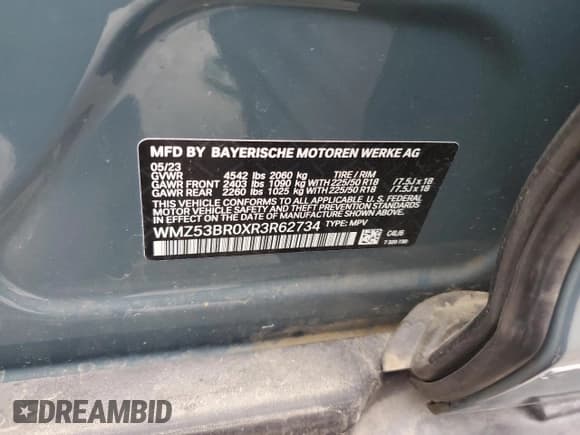 MFD BY BAYERISCHE MOTOREN WERKE AG
05/23
GVWR 4542 lbs 2060 kg TIRE / RIM
GAWR FRONT 2403 lbs 1090 kg WITH 225/50 R18 /7.5J x 18
GAWR REAR 2260 lbs 1025 kg WITH 225/50 R18 /7.5J x 18
THIS VEHICLE CONFORMS TO ALL APPLICABLE U.S. FEDERAL
MOTOR VEHICLE SAFETY, BUMPER, AND THEFT PREVENTION
STANDARDS IN EFFECT ON THE DATE OF MANUFACTURE SHOWN ABOVE.
WMZ53BR0XR3R62734 TYPE: MPV
C4U6
DREAMBID